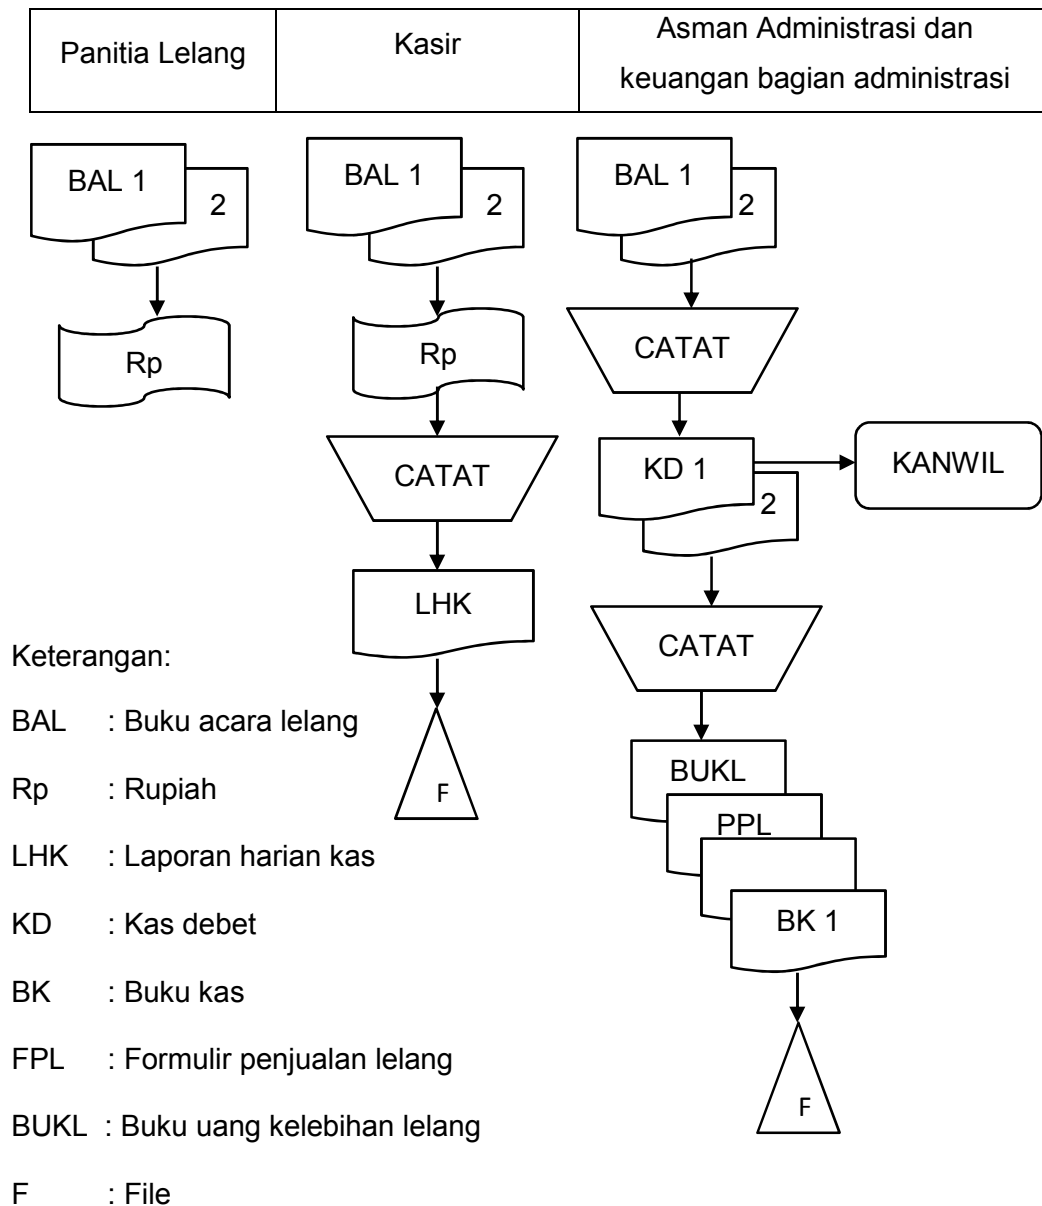 Panitia Lelang
Kasir
Asman Administrasi dan
keuangan bagian administrasi
BAL 1
2
Rp
BAL 1
2
Rp
CATAT
LHK
F
BAL 1
2
CATAT
KD 1
2
KANWIL
CATAT
BUKL
PPL
BK 1
F
Keterangan:
BAL : Buku acara lelang
Rp : Rupiah
LHK : Laporan harian kas
KD : Kas debet
BK : Buku kas
FPL : Formulir penjualan lelang
BUKL : Buku uang kelebihan lelang
F : File